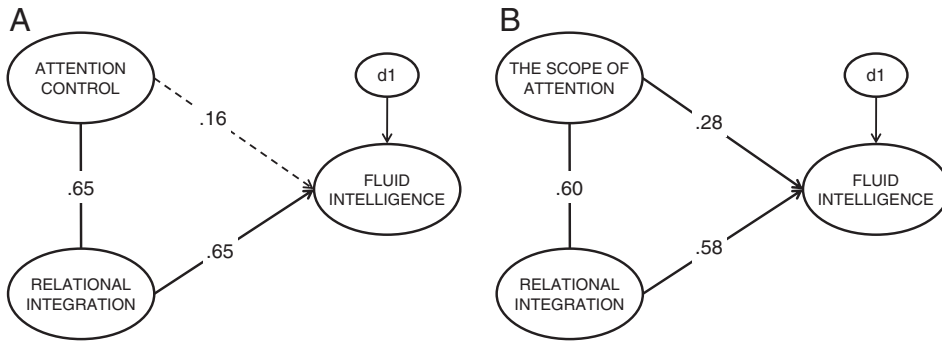 A
ATTENTION
CONTROL
d1
.16
.65
FLUID
INTELLIGENCE
.65
RELATIONAL
INTEGRATION
B
THE SCOPE OF
ATTENTION
d1
.28
.60
FLUID
INTELLIGENCE
.58
RELATIONAL
INTEGRATION